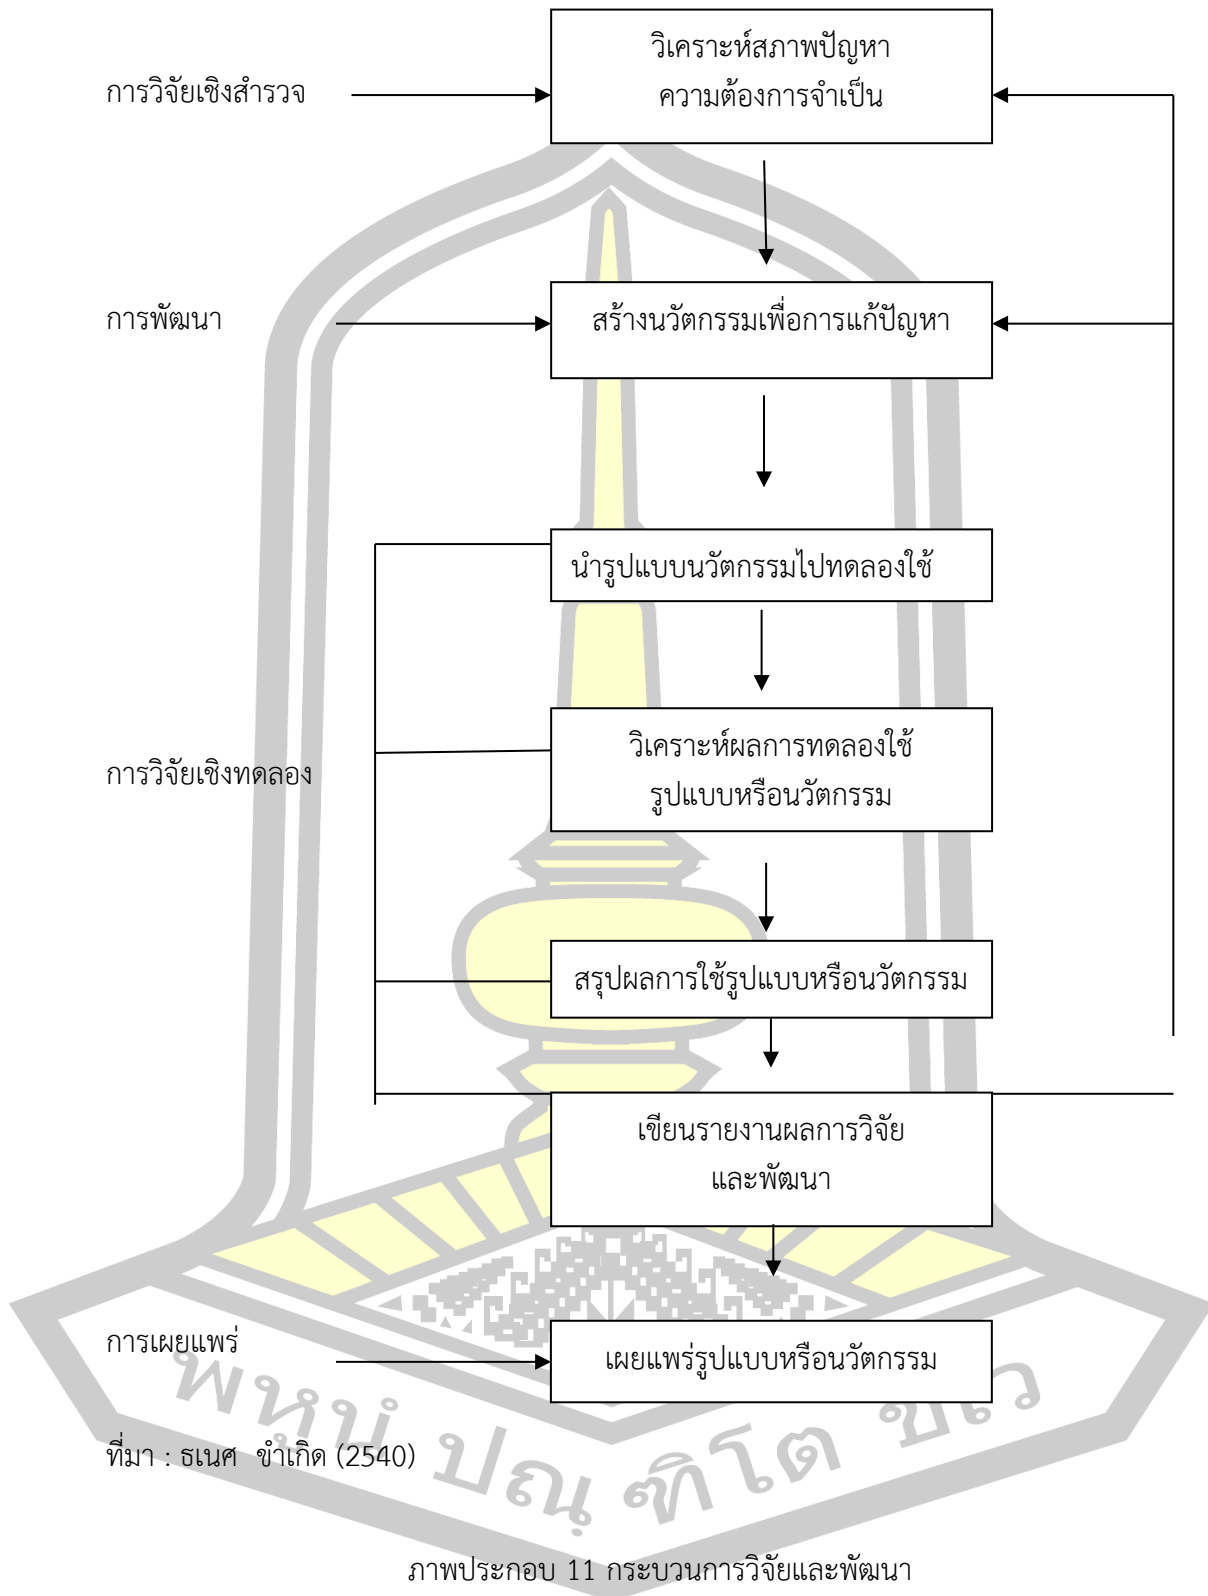 วิเคราะห์สภาพปัญหา
ความต้องการจำเป็น
การวิจัยเชิงสำรวจ
การพัฒนา
สร้างนวัตกรรมเพื่อการแก้ปัญหา
นำรูปแบบนวัตกรรมไปทดลองใช้
วิเคราะห์ผลการทดลองใช้
รูปแบบหรือนวัตกรรม
การวิจัยเชิงทดลอง
สรุปผลการใช้รูปแบบหรือนวัตกรรม
เขียนรายงานผลการวิจัย
และพัฒนา
การเผยแพร่
เผยแพร่รูปแบบหรือนวัตกรรม
พหูนํ ปณฺฑิโต ชีเว
ที่มา : ธเนศ ขำเกิด (2540)
ภาพประกอบ 11 กระบวนการวิจัยและพัฒนา